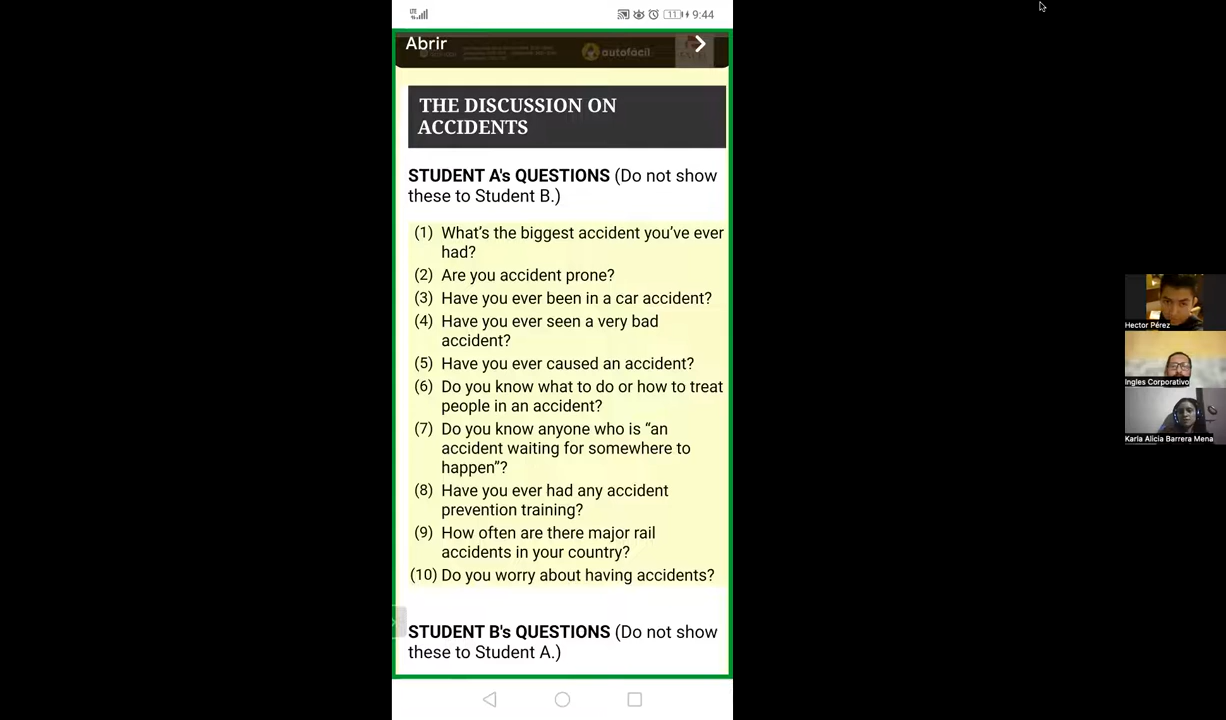 LTE
11
9:44
Abrir
autofácil
THE DISCUSSION ON
ACCIDENTS
STUDENT A's QUESTIONS (Do not show
these to Student B.)
(1) What's the biggest accident you've ever
had?
(2) Are you accident prone?
(3) Have you ever been in a car accident?
(4) Have you ever seen a very bad
accident?
(5) Have you ever caused an accident?
(6) Do you know what to do or how to treat
people in an accident?
(7) Do you know anyone who is “an
accident waiting for somewhere to
happen”?
(8) Have you ever had any accident
prevention training?
(9) How often are there major rail
accidents in your country?
(10) Do you worry about having accidents?
STUDENT B's QUESTIONS (Do not show
these to Student A.)
Hector Pérez
Ingles Corporativo
Karla Alicia Barrera Mena